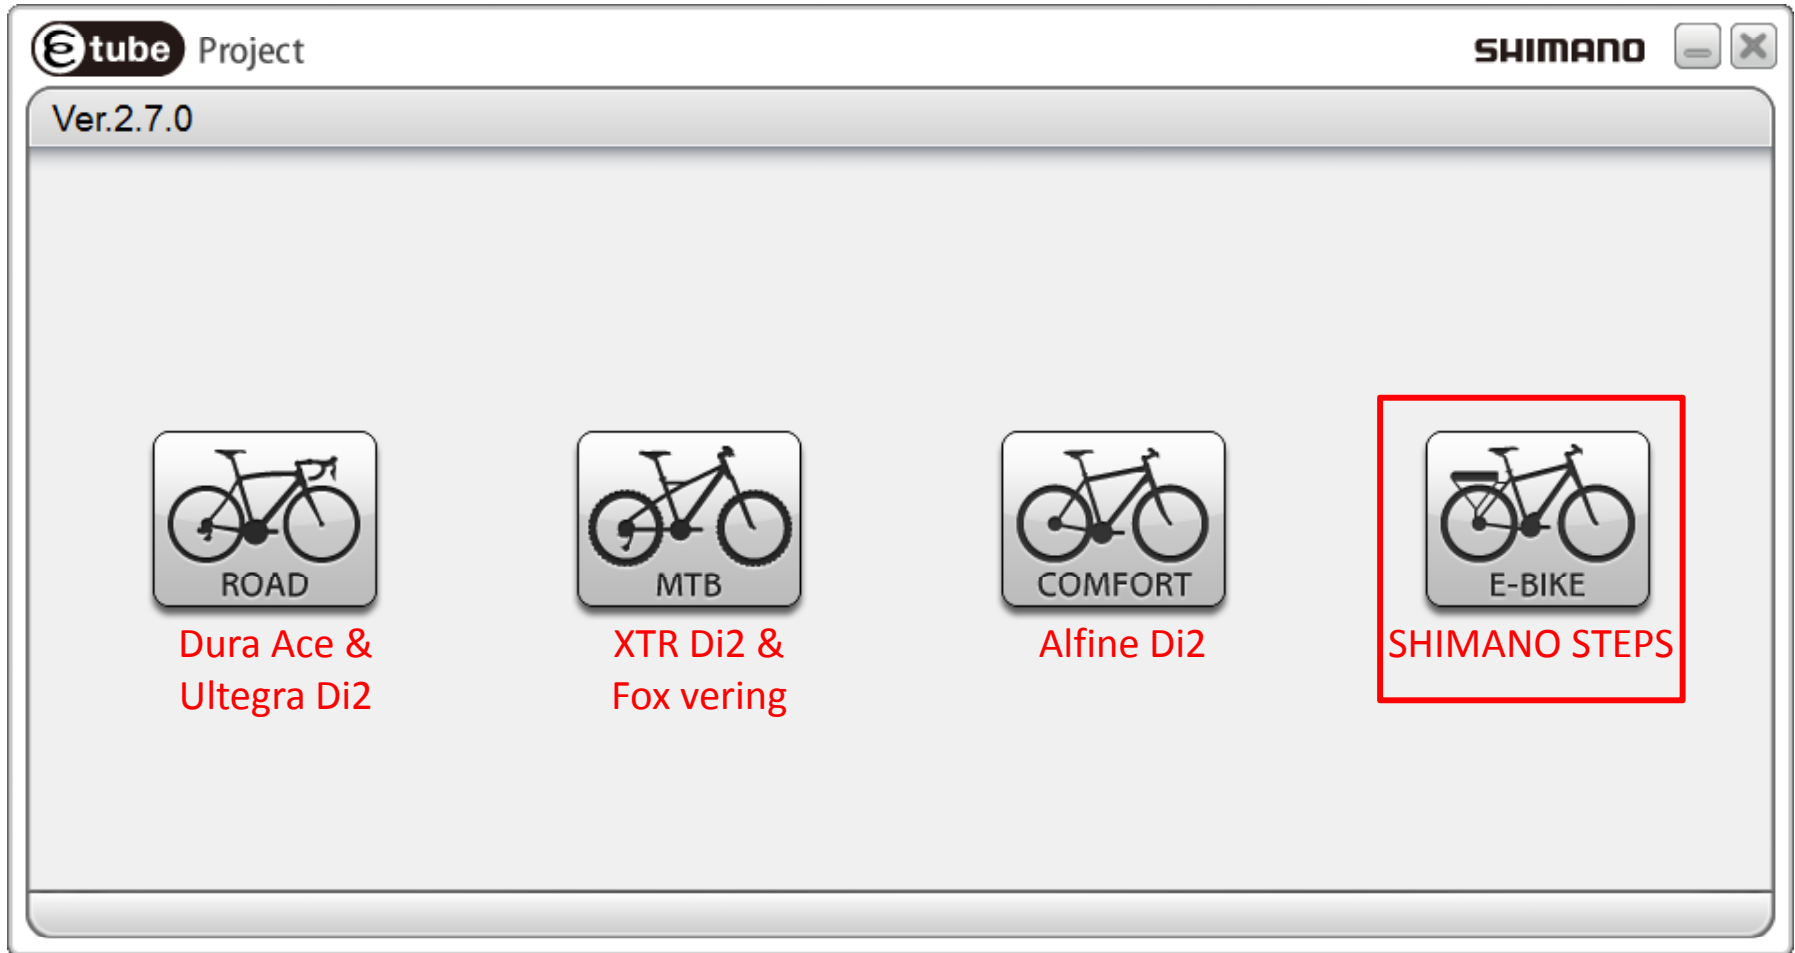 etube Project
SHIMANO
Ver.2.7.0
ROAD
MTB
COMFORT
E-BIKE
Dura Ace &
Ultegra Di2
XTR Di2 &
Fox vering
Alfine Di2
SHIMANO STEPS